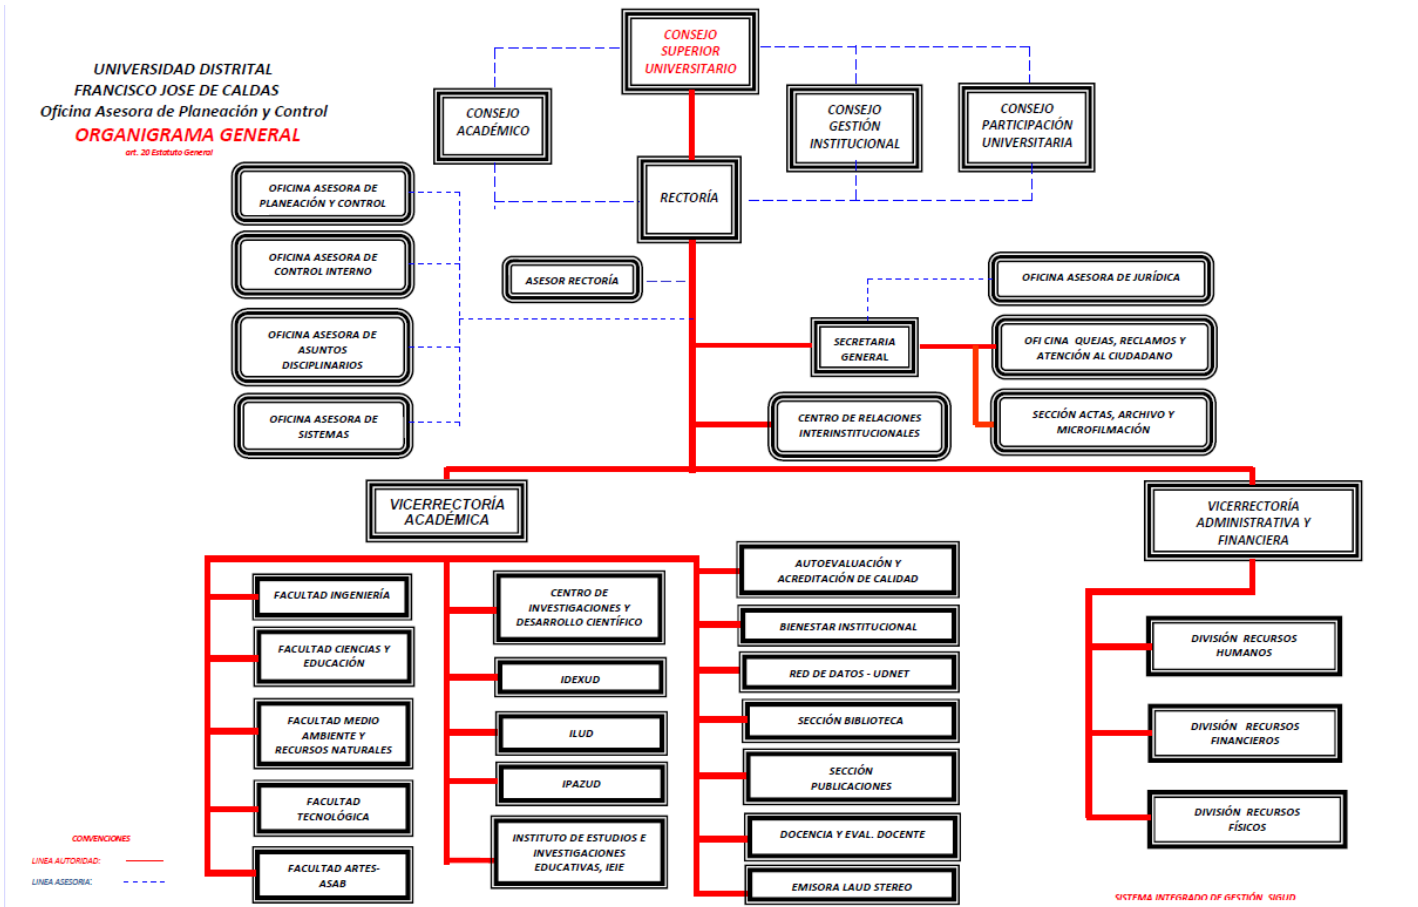 UNIVERSIDAD DISTRITAL
FRANCISCO JOSE DE CALDAS
Oficina Asesora de Planeación y Control
ORGANIGRAMA GENERAL
art. 20 Estatuto General
CONSEJO
SUPERIOR
UNIVERSITARIO
CONSEJO
ACADÉMICO
CONSEJO
GESTIÓN
INSTITUCIONAL
CONSEJO
PARTICIPACIÓN
UNIVERSITARIA
RECTORÍA
OFICINA ASESORA DE
PLANEACIÓN Y CONTROL
OFICINA ASESORA DE
CONTROL INTERNO
OFICINA ASESORA DE
ASUNTOS
DISCIPLINARIOS
OFICINA ASESORA DE
SISTEMAS
ASESOR RECTORÍA
OFICINA ASESORA DE JURÍDICA
SECRETARIA
GENERAL
OFI CINA QUEJAS, RECLAMOS Y
ATENCIÓN AL CIUDADANO
CENTRO DE RELACIONES
INTERINSTITUCIONALES
SECCIÓN ACTAS, ARCHIVO Y
MICROFILMACIÓN
VICERRECTORÍA
ACADÉMICA
VICERRECTORÍA
ADMINISTRATIVA Y
FINANCIERA
FACULTAD INGENIERÍA
FACULTAD CIENCIAS Y
EDUCACIÓN
FACULTAD MEDIO
AMBIENTE Y
RECURSOS NATURALES
FACULTAD
TECNOLÓGICA
FACULTAD ARTES-
ASAB
CENTRO DE
INVESTIGACIONES Y
DESARROLLO CIENTÍFICO
IDEXUD
ILUD
IPAZUD
INSTITUTO DE ESTUDIOS E
INVESTIGACIONES
EDUCATIVAS, IEIE
AUTOEVALUACIÓN Y
ACREDITACIÓN DE CALIDAD
BIENESTAR INSTITUCIONAL
RED DE DATOS - UDNET
SECCIÓN BIBLIOTECA
SECCIÓN
PUBLICACIONES
DOCENCIA Y EVAL. DOCENTE
EMISORA LAUD STEREO
DIVISIÓN RECURSOS
HUMANOS
DIVISIÓN RECURSOS
FINANCIEROS
DIVISIÓN RECURSOS
FÍSICOS
CONVENCIONES
LINEA AUTORIDAD:
LINEA ASESORIA:
SISTEMA INTEGRADO DE GESTIÓN SIGUD